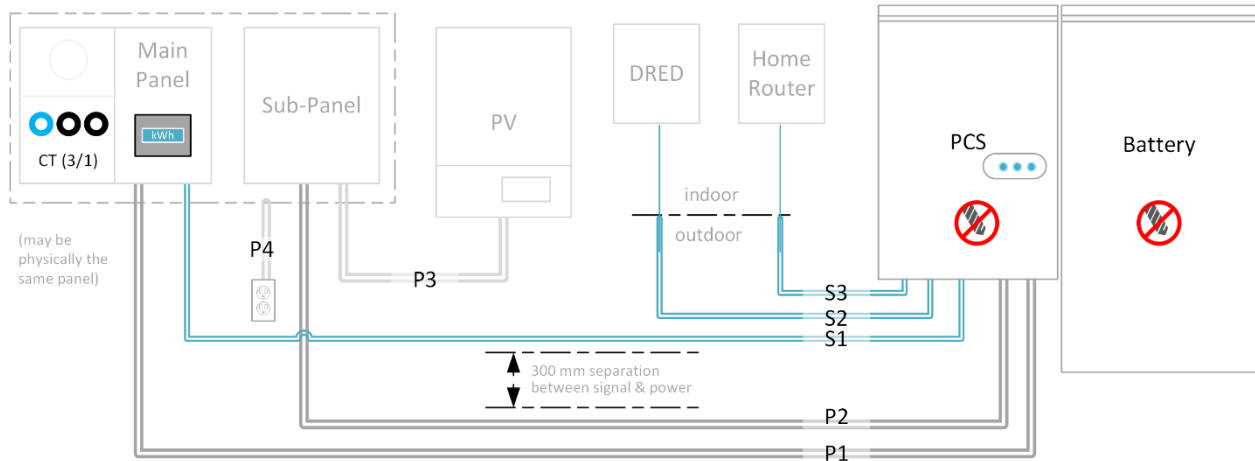 Main
Panel
kWh
CT (3/1)
Sub-Panel
PV
DRED
Home
Router
PCS
Battery
indoor
outdoor
(may be
physically the
same panel)
P4
P3
S3
S2
S1
300 mm separation
between signal & power
P2
P1